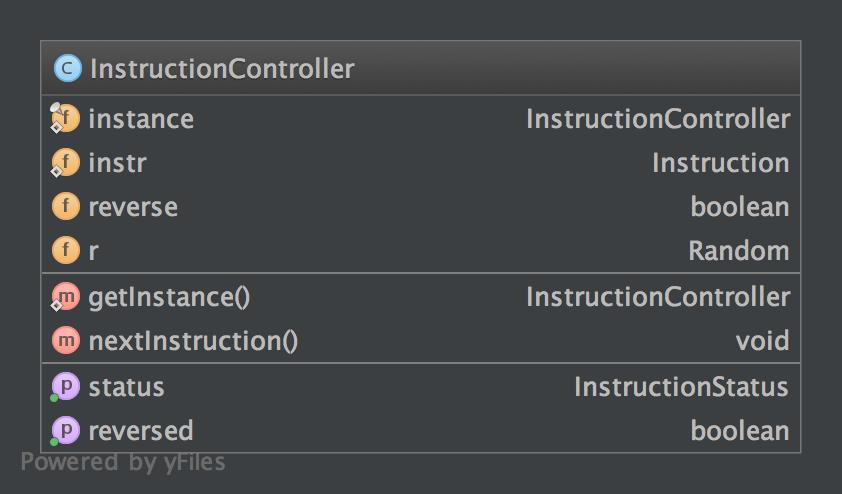 C InstructionController
f instance InstructionController
f instr Instruction
f reverse boolean
f r Random
m getInstance() InstructionController
m nextInstruction() void
p status InstructionStatus
p reversed boolean
Powered by yFiles